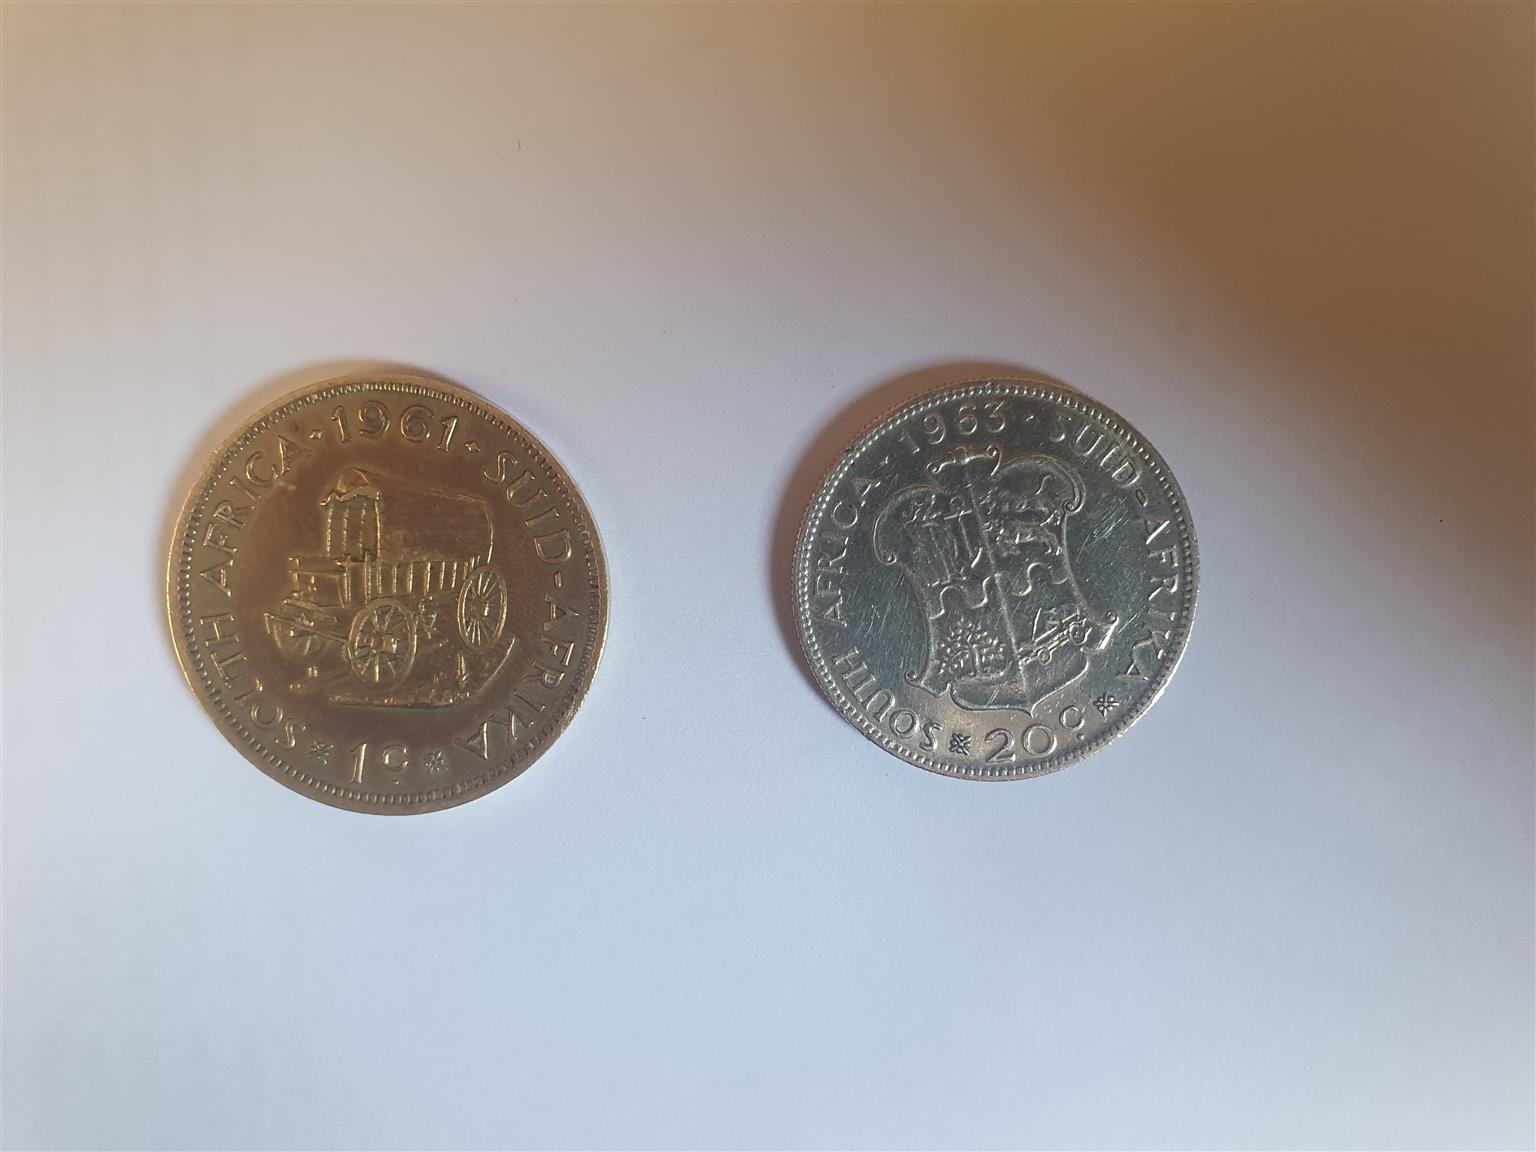 SOUTH AFRICA · 1961 · SUID-AFRIKA
1c
SOUTH AFRICA · 1963 · SUID-AFRIKA
20c